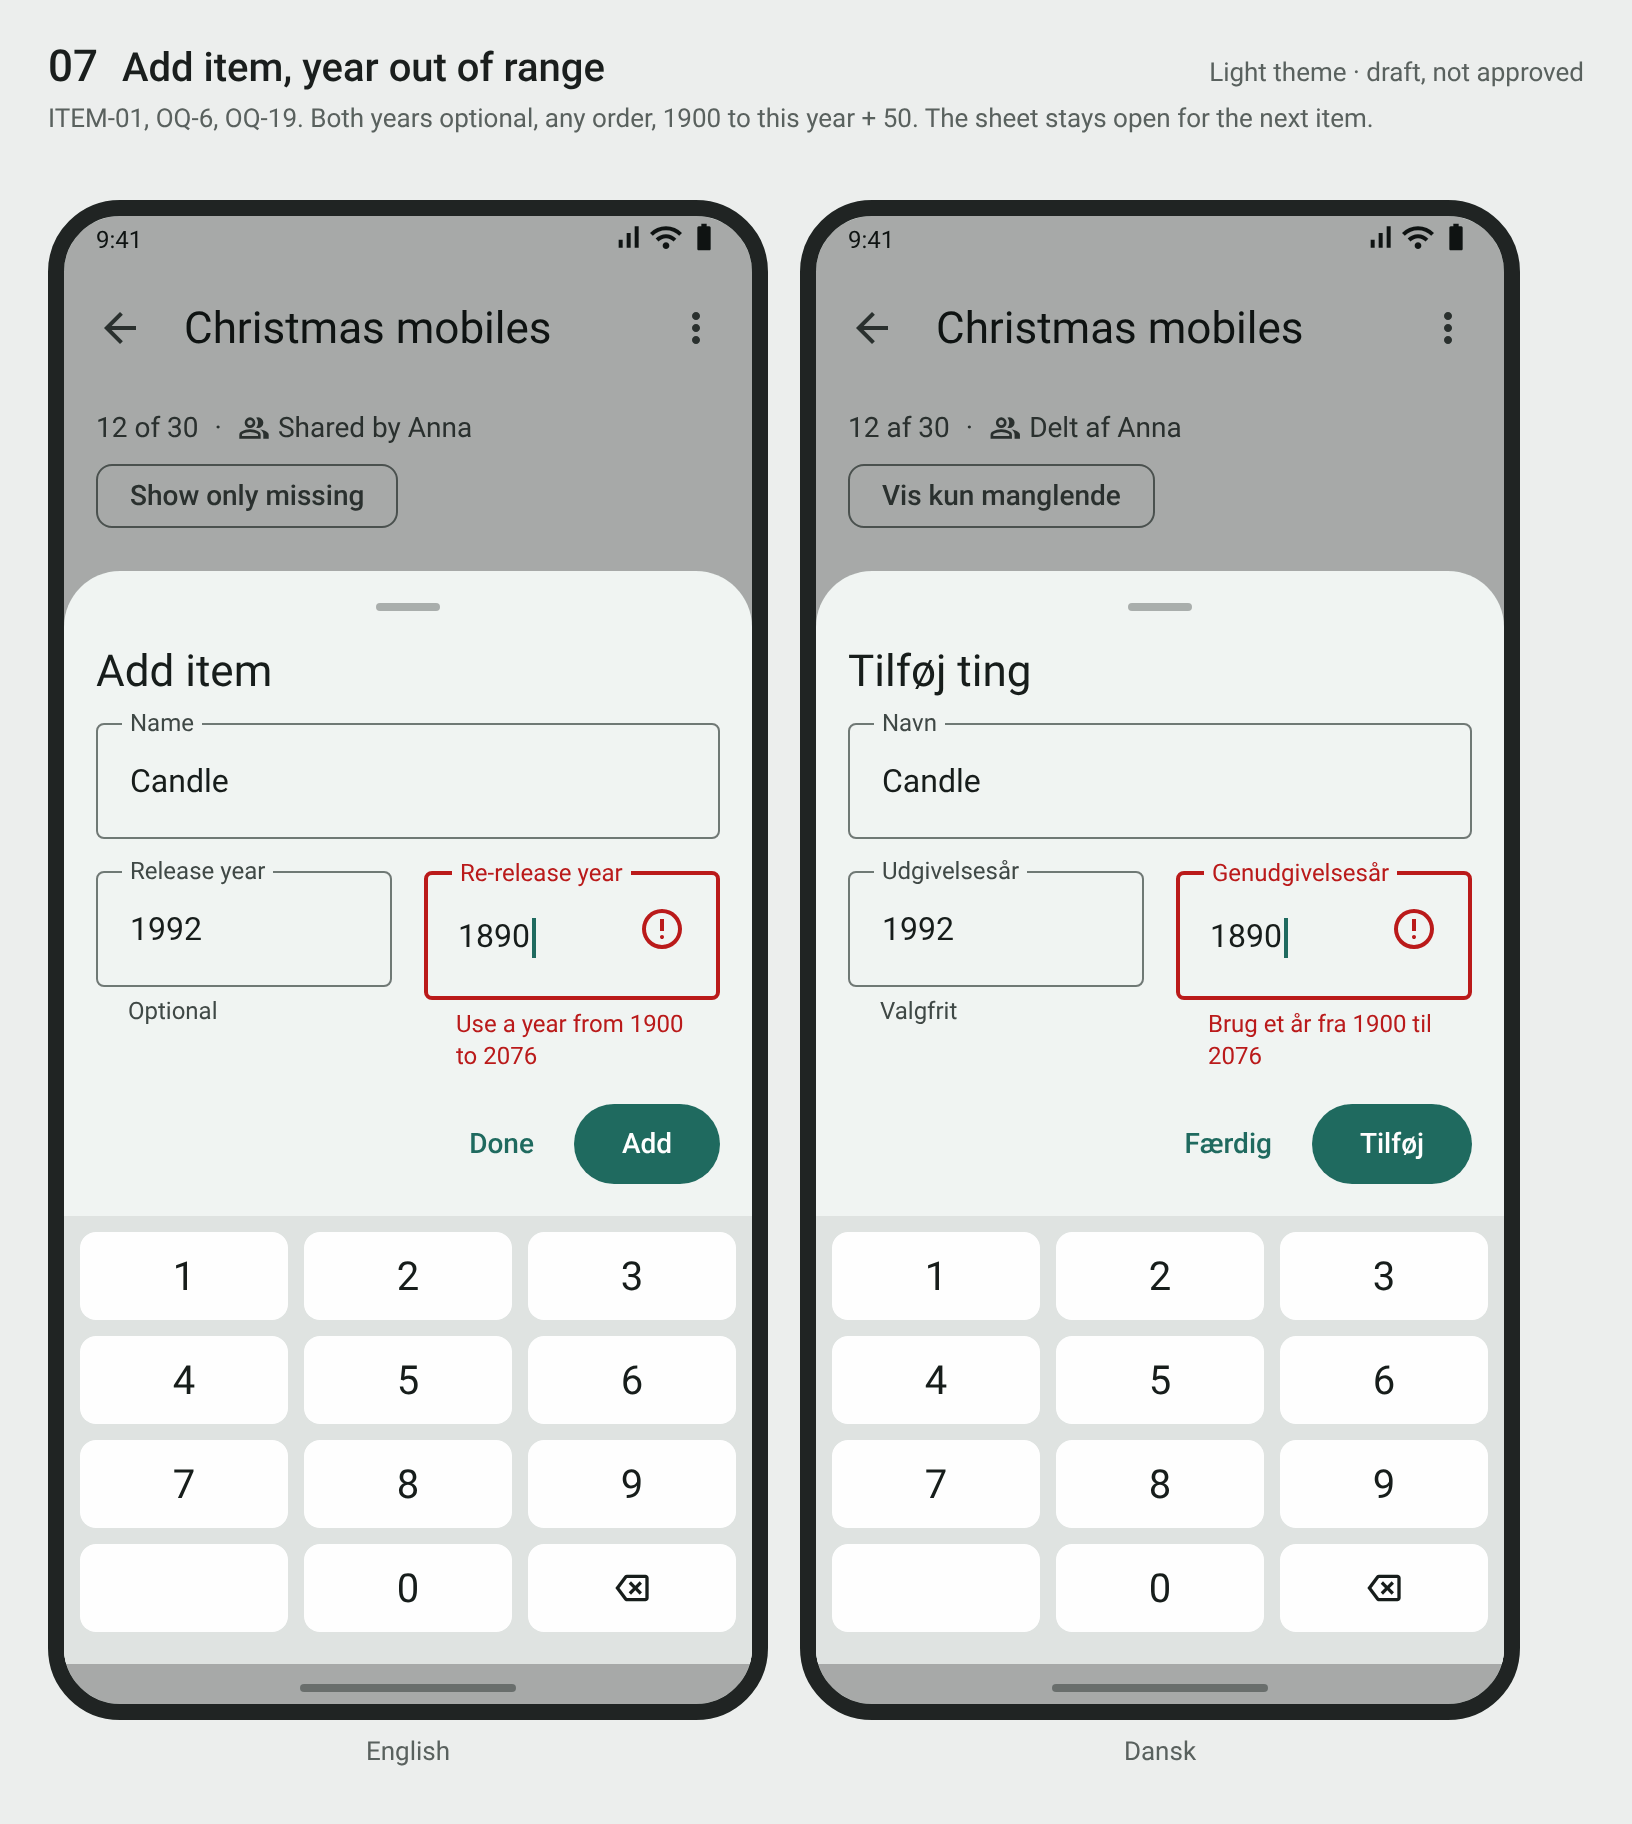 07 Add item, year out of range
Light theme · draft, not approved
ITEM-01, OQ-6, OQ-19. Both years optional, any order, 1900 to this year + 50. The sheet stays open for the next item.
9:41
Christmas mobiles
12 of 30 · Shared by Anna
Show only missing
Add item
Name
Candle
Release year
Re-release year
1992
1890
Optional
Use a year from 1900
to 2076
Done
Add
1 2 3
4 5 6
7 8 9
0
English
9:41
Christmas mobiles
12 af 30 · Delt af Anna
Vis kun manglende
Tilføj ting
Navn
Candle
Udgivelsesår
Genudgivelsesår
1992
1890
Valgfrit
Brug et år fra 1900 til
2076
Færdig
Tilføj
1 2 3
4 5 6
7 8 9
0
Dansk